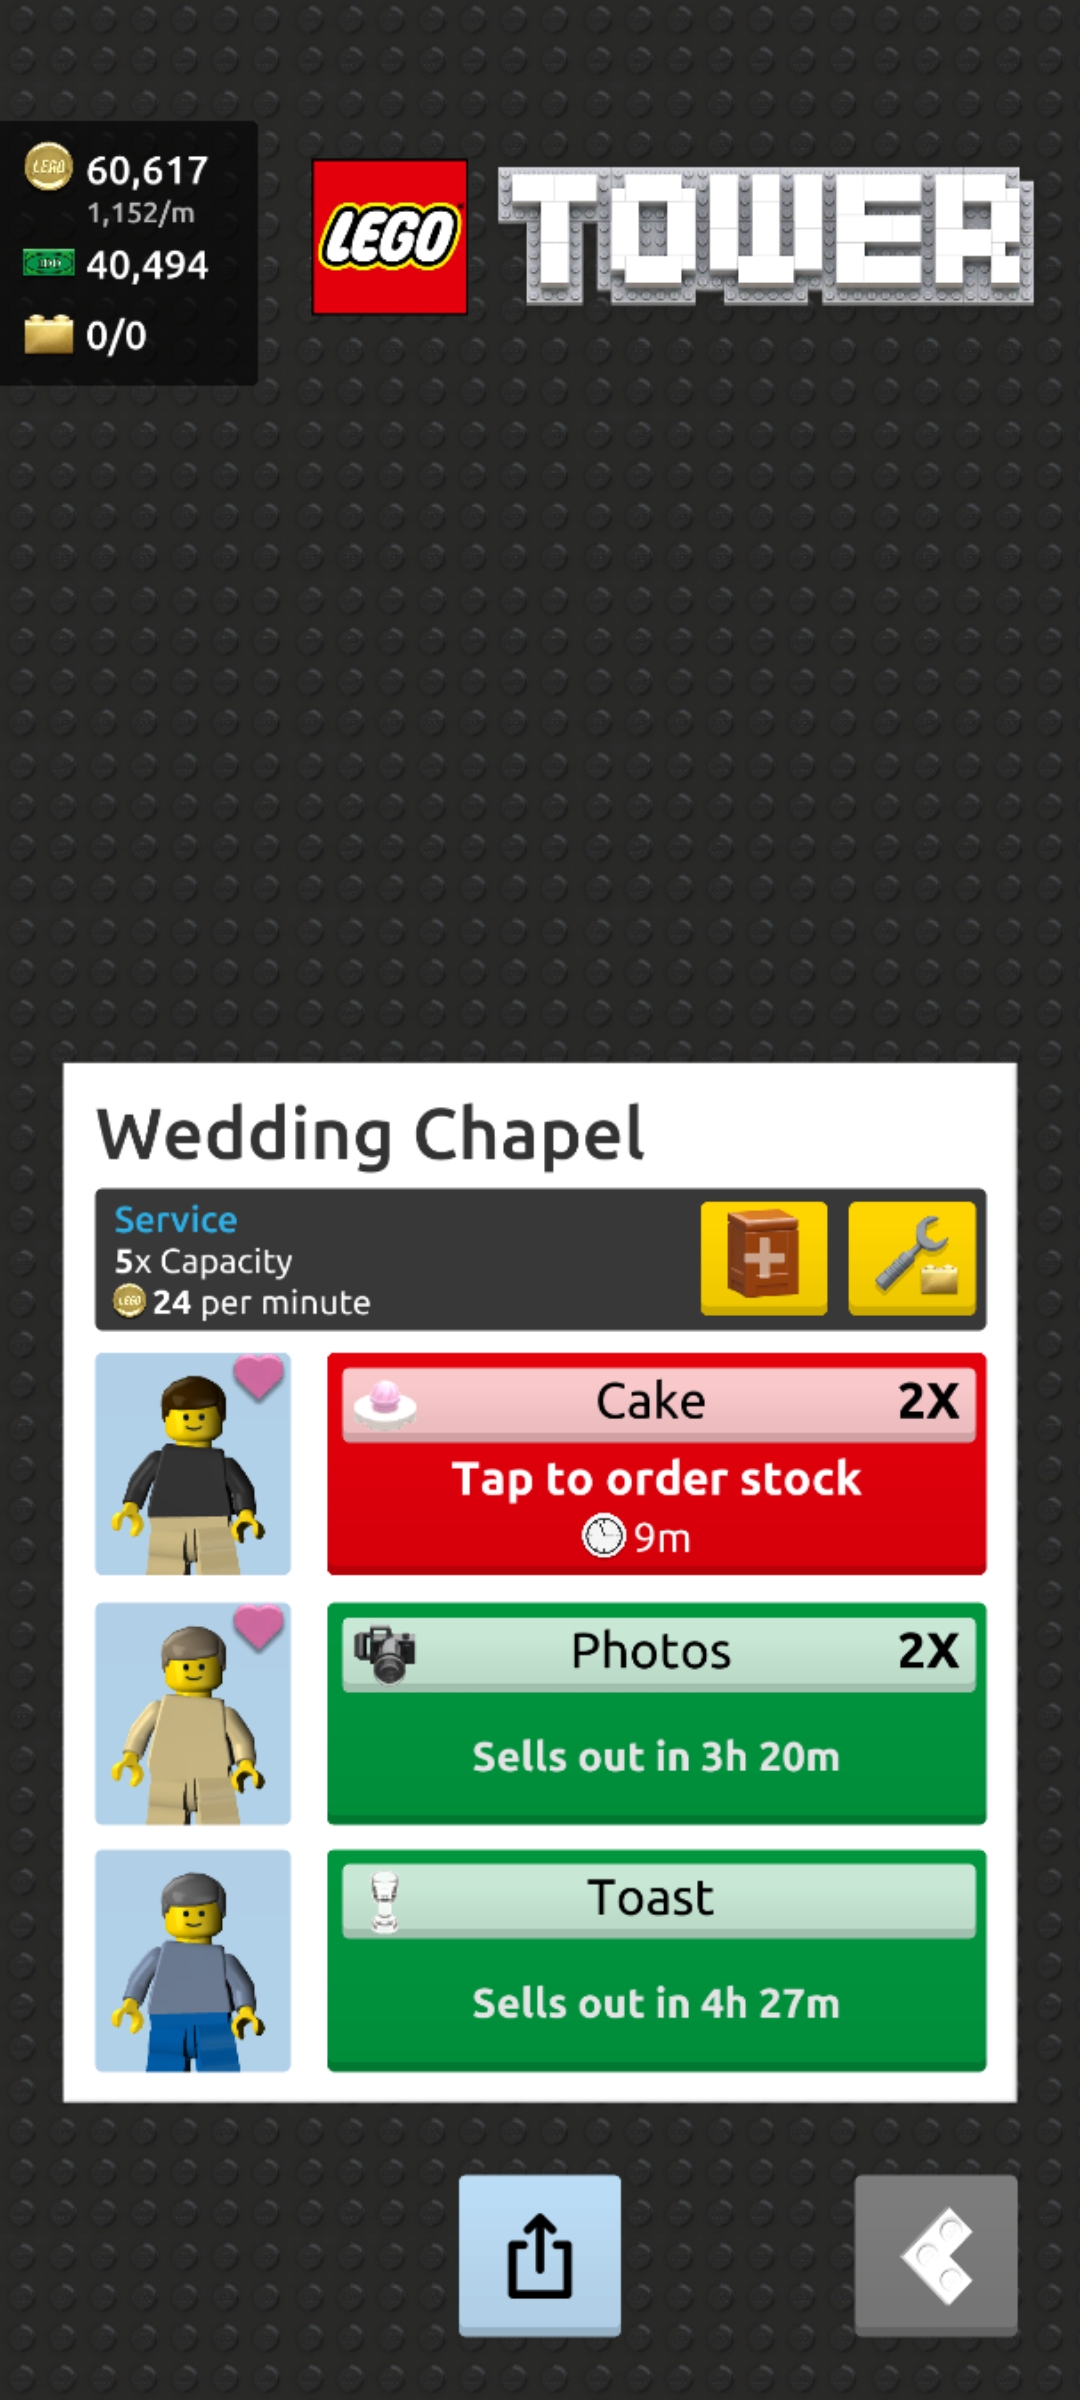 60,617
1,152/m
40,494
0/0
LEGO TOWER
Wedding Chapel
Service
5x Capacity
24 per minute
Cake 2X
Tap to order stock
9m
Photos 2X
Sells out in 3h 20m
Toast
Sells out in 4h 27m